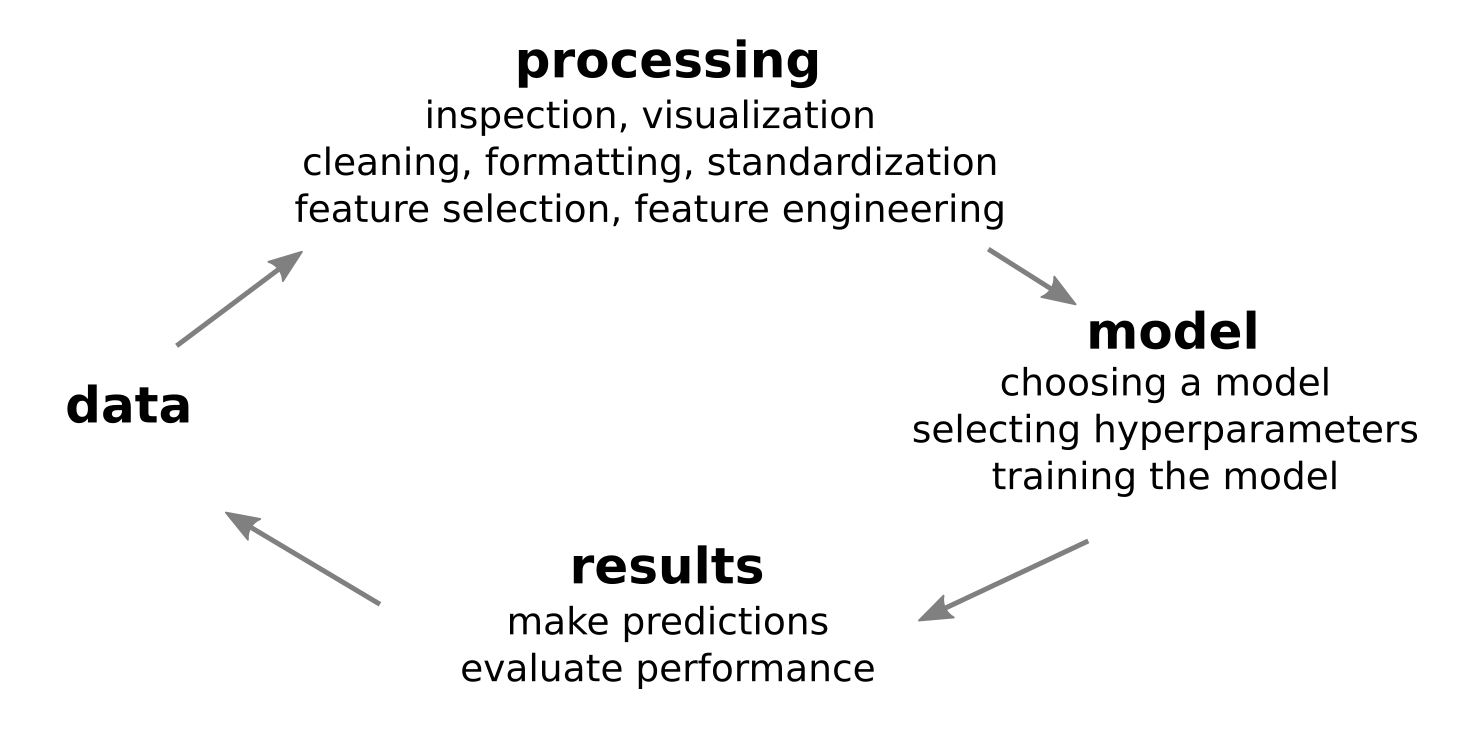 processing
inspection, visualization
cleaning, formatting, standardization
feature selection, feature engineering
model
choosing a model
selecting hyperparameters
training the model
data
results
make predictions
evaluate performance